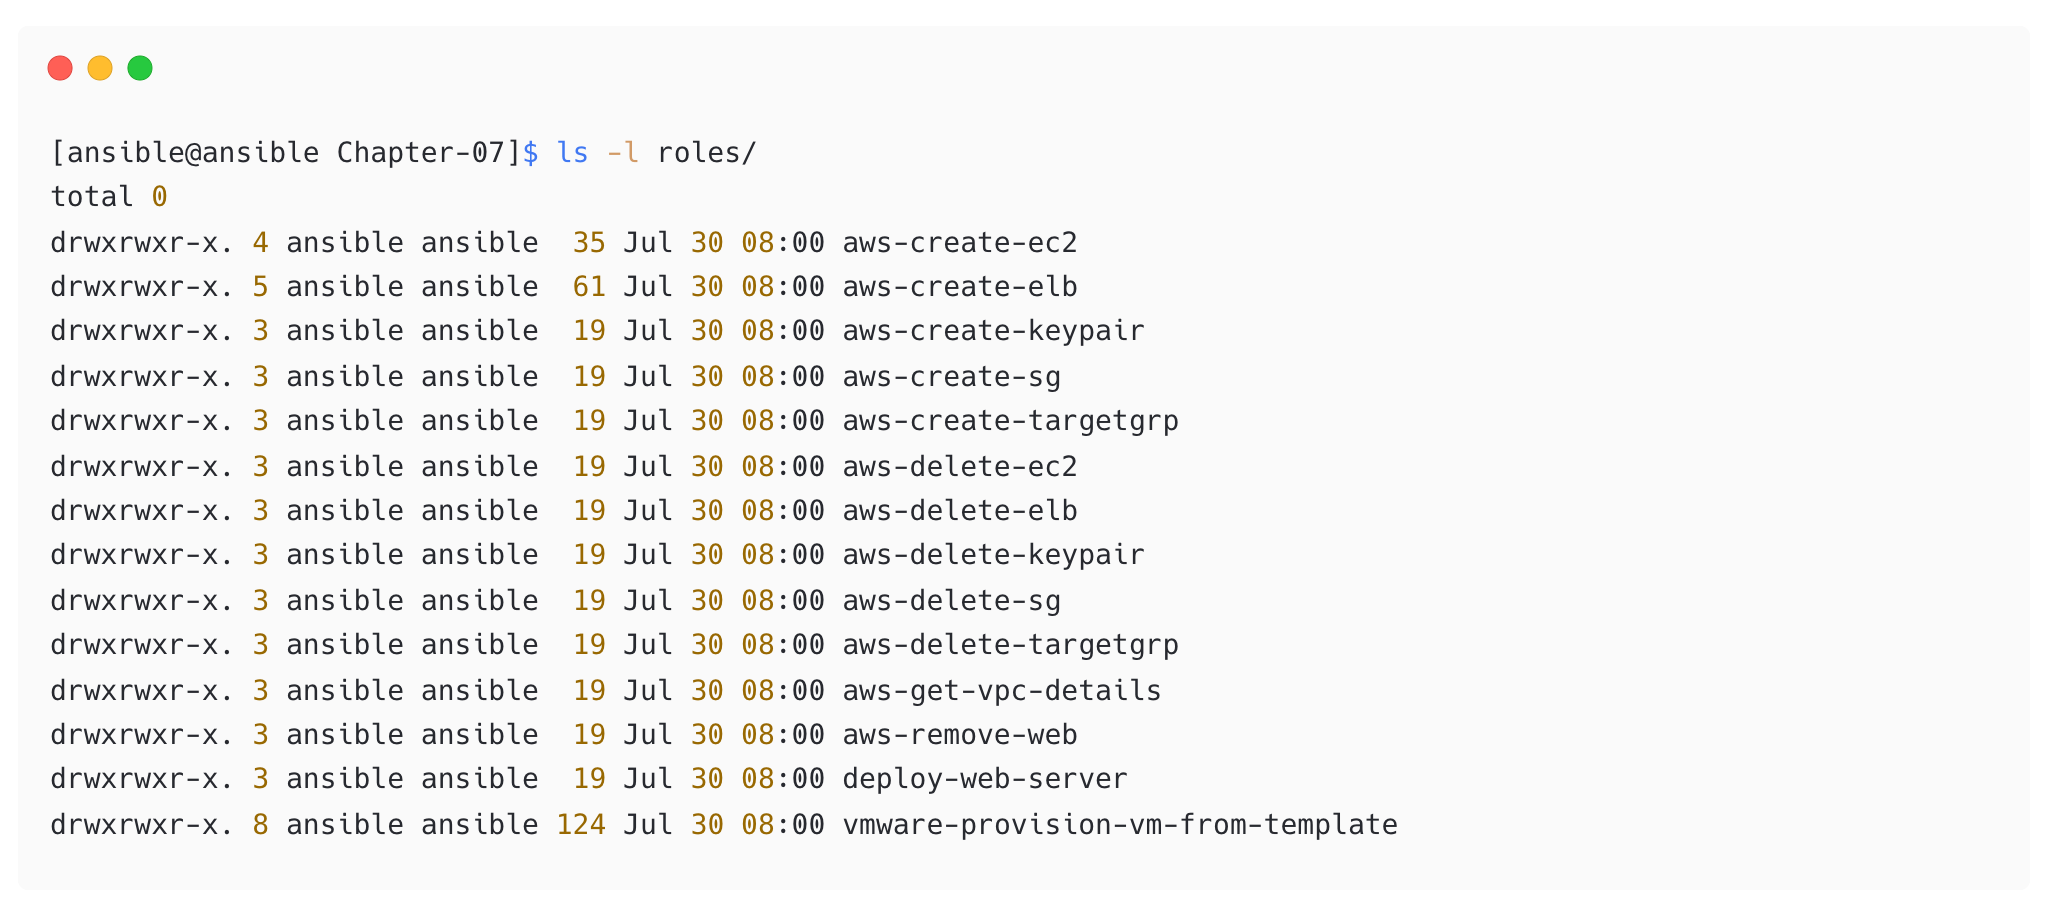 [ansible@ansible Chapter-07]$ ls -l roles/
total 0
drwxrwxr-x. 4 ansible ansible  35 Jul 30 08:00 aws-create-ec2
drwxrwxr-x. 5 ansible ansible  61 Jul 30 08:00 aws-create-elb
drwxrwxr-x. 3 ansible ansible  19 Jul 30 08:00 aws-create-keypair
drwxrwxr-x. 3 ansible ansible  19 Jul 30 08:00 aws-create-sg
drwxrwxr-x. 3 ansible ansible  19 Jul 30 08:00 aws-create-targetgrp
drwxrwxr-x. 3 ansible ansible  19 Jul 30 08:00 aws-delete-ec2
drwxrwxr-x. 3 ansible ansible  19 Jul 30 08:00 aws-delete-elb
drwxrwxr-x. 3 ansible ansible  19 Jul 30 08:00 aws-delete-keypair
drwxrwxr-x. 3 ansible ansible  19 Jul 30 08:00 aws-delete-sg
drwxrwxr-x. 3 ansible ansible  19 Jul 30 08:00 aws-delete-targetgrp
drwxrwxr-x. 3 ansible ansible  19 Jul 30 08:00 aws-get-vpc-details
drwxrwxr-x. 3 ansible ansible  19 Jul 30 08:00 aws-remove-web
drwxrwxr-x. 3 ansible ansible  19 Jul 30 08:00 deploy-web-server
drwxrwxr-x. 8 ansible ansible 124 Jul 30 08:00 vmware-provision-vm-from-template